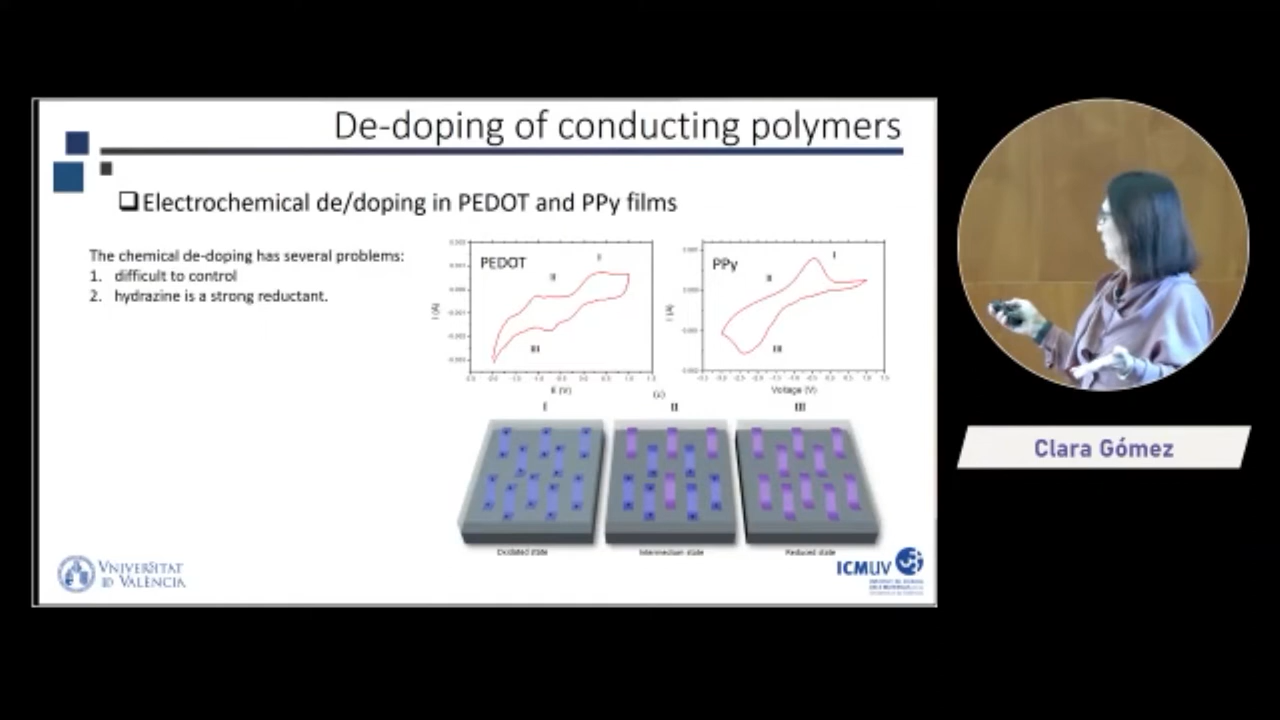 De-doping of conducting polymers
Electrochemical de/doping in PEDOT and PPy films
The chemical de-doping has several problems:
1. difficult to control
2. hydrazine is a strong reductant.
PEDOT
I
II
III
I (A)
E (V)
PPy
I
II
III
I (A)
Voltage (V)
I
II
III
Oxidated state
Intermedium state
Reduced state
VNIVERSITAT
ID VALÈNCIA
ICMUV
Clara Gómez